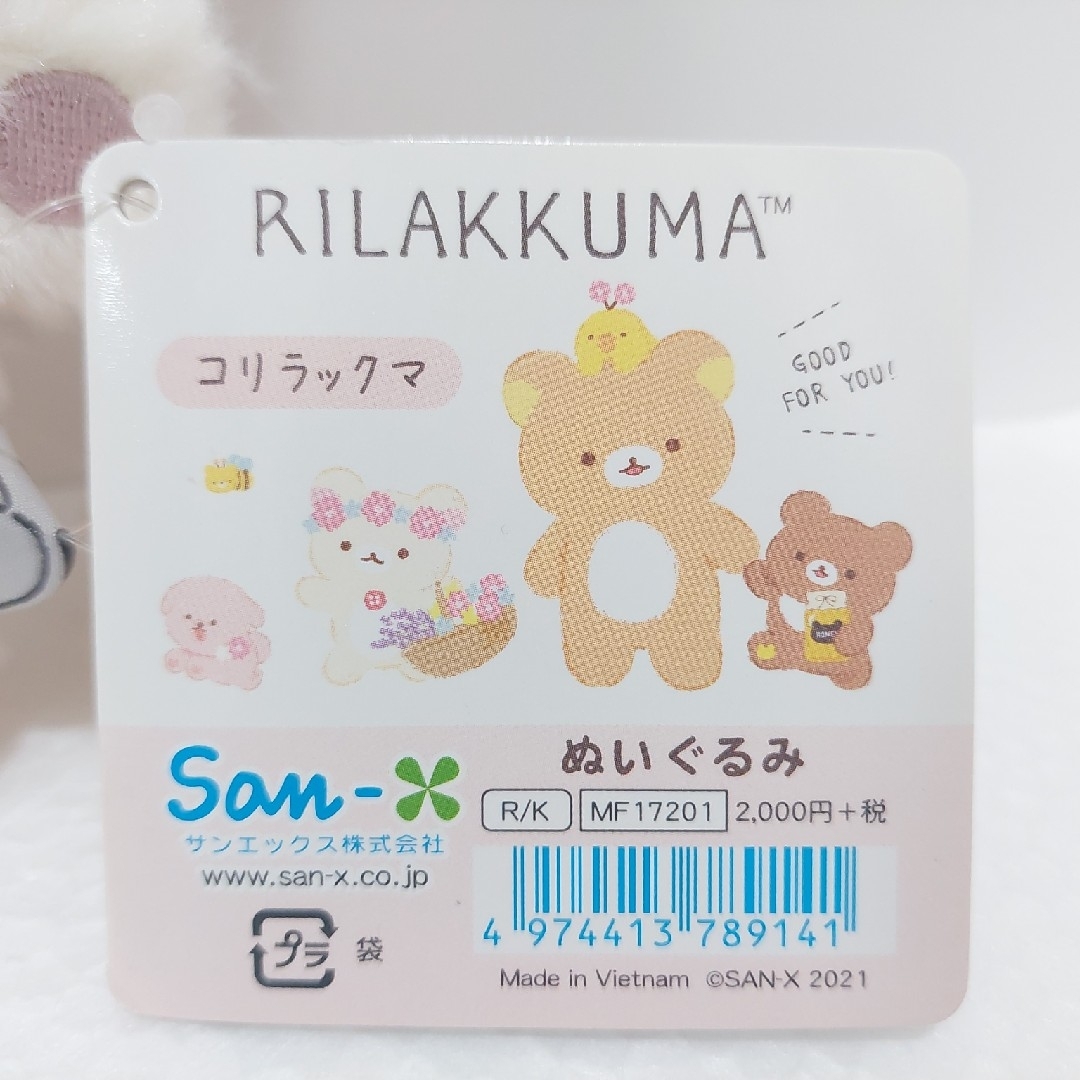 RILAKKUMA™
コリラックマ
GOOD
FOR YOU!
HONEY
San-X
ぬいぐるみ
R/K MF17201 2,000円+税
サンエックス株式会社
www.san-x.co.jp
プラ 袋
4 974413 789141
Made in Vietnam ©SAN-X 2021